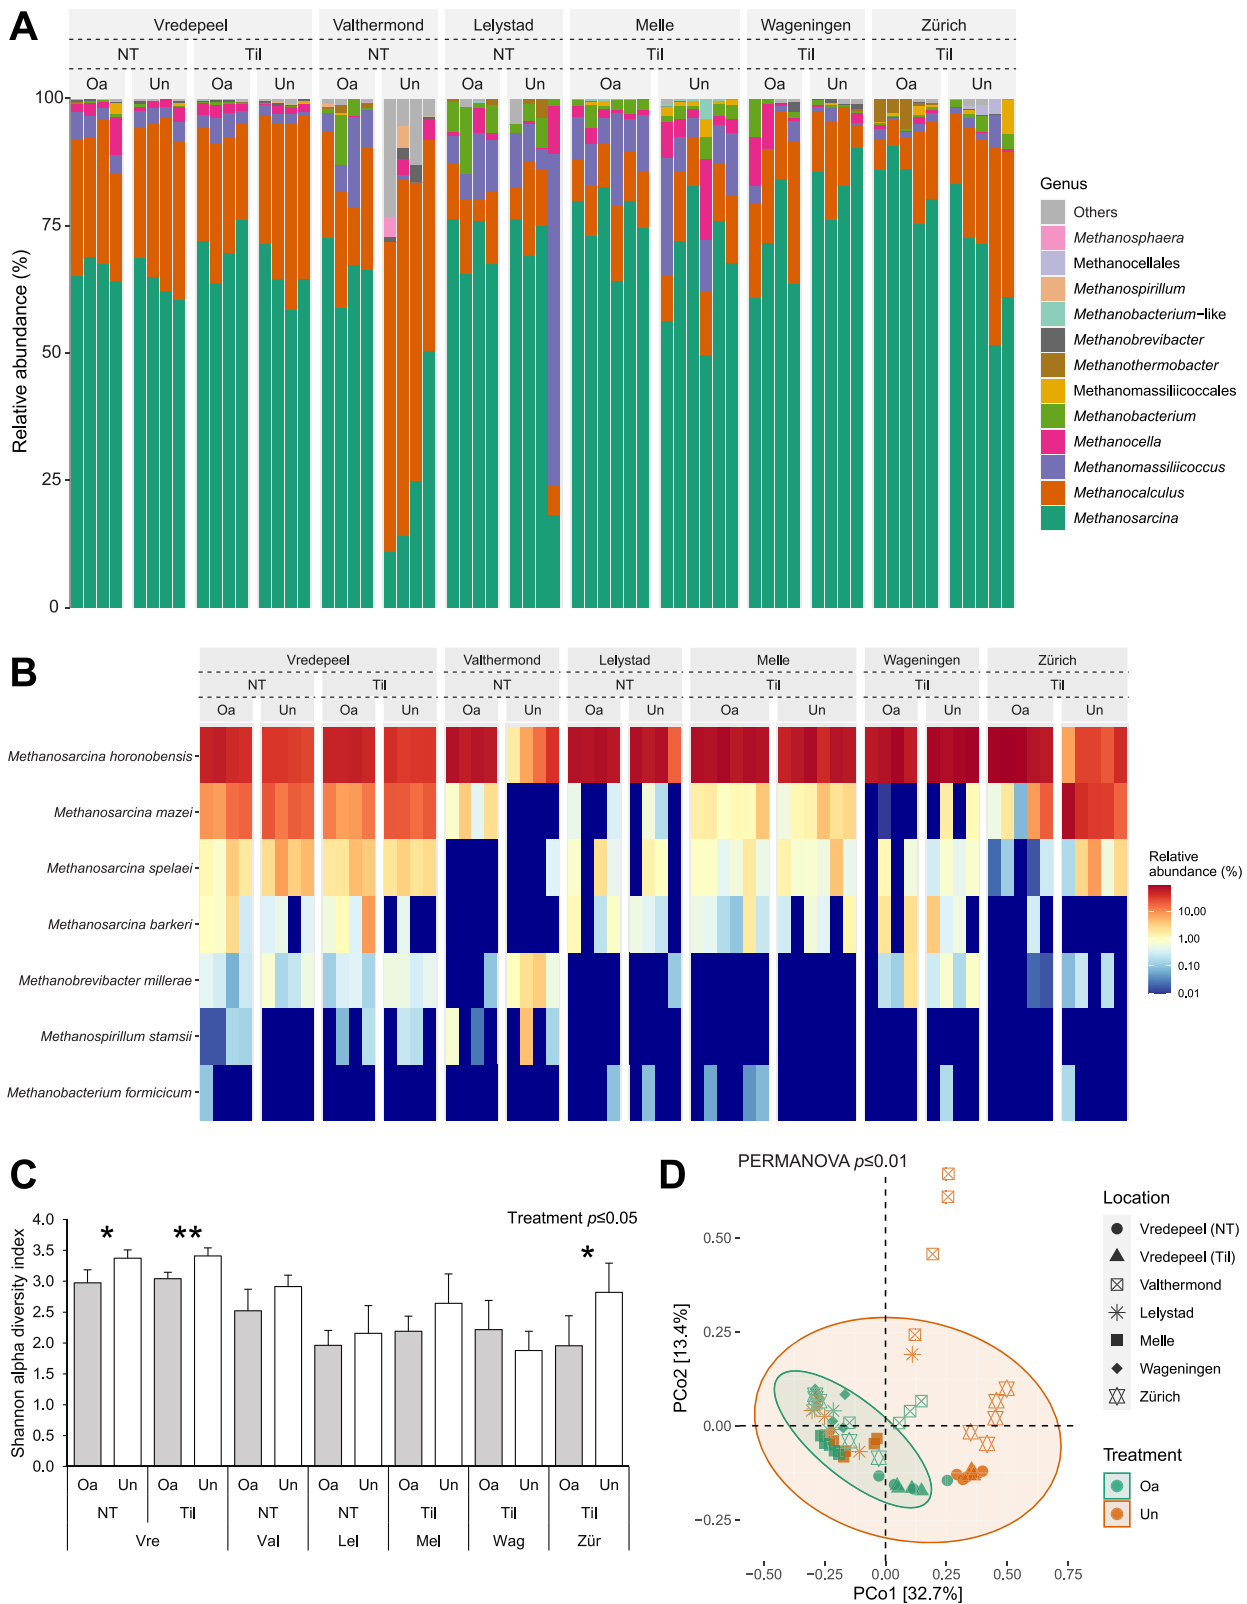 A
Vredepeel Valthermond Lelystad Melle Wageningen Zürich
NT Til NT NT Til Til Til
Oa Un Oa Un Oa Un Oa Un Oa Un Oa Un Oa Un
Relative abundance (%)
100
75
50
25
0
Genus
Others
Methanosphaera
Methanocellales
Methanospirillum
Methanobacterium−like
Methanobrevibacter
Methanothermobacter
Methanomassiliicoccales
Methanobacterium
Methanocella
Methanomassiliicoccus
Methanocalculus
Methanosarcina
B
Vredepeel Valthermond Lelystad Melle Wageningen Zürich
NT Til NT NT Til Til Til
Oa Un Oa Un Oa Un Oa Un Oa Un Oa Un Oa Un
Methanosarcina horonobensis
Methanosarcina mazei
Methanosarcina spelaei
Methanosarcina barkeri
Methanobrevibacter millerae
Methanospirillum stamsii
Methanobacterium formicicum
Relative
abundance (%)
10,00
1.00
0.10
0.01
C
Shannon alpha diversity index
4.0
3.5
3.0
2.5
2.0
1.5
1.0
0.5
0.0
* ** *
Treatment p≤0.05
Oa Un Oa Un Oa Un Oa Un Oa Un Oa Un Oa Un
NT Til NT NT Til Til Til
Vre Val Lel Mel Wag Zür
D
PERMANOVA p≤0.01
PCo2 [13.4%]
0.50
0.25
0.00
−0.25
−0.50 −0.25 0.00 0.25 0.50 0.75
PCo1 [32.7%]
Location
Vredepeel (NT)
Vredepeel (Til)
Valthermond
Lelystad
Melle
Wageningen
Zürich
Treatment
Oa
Un